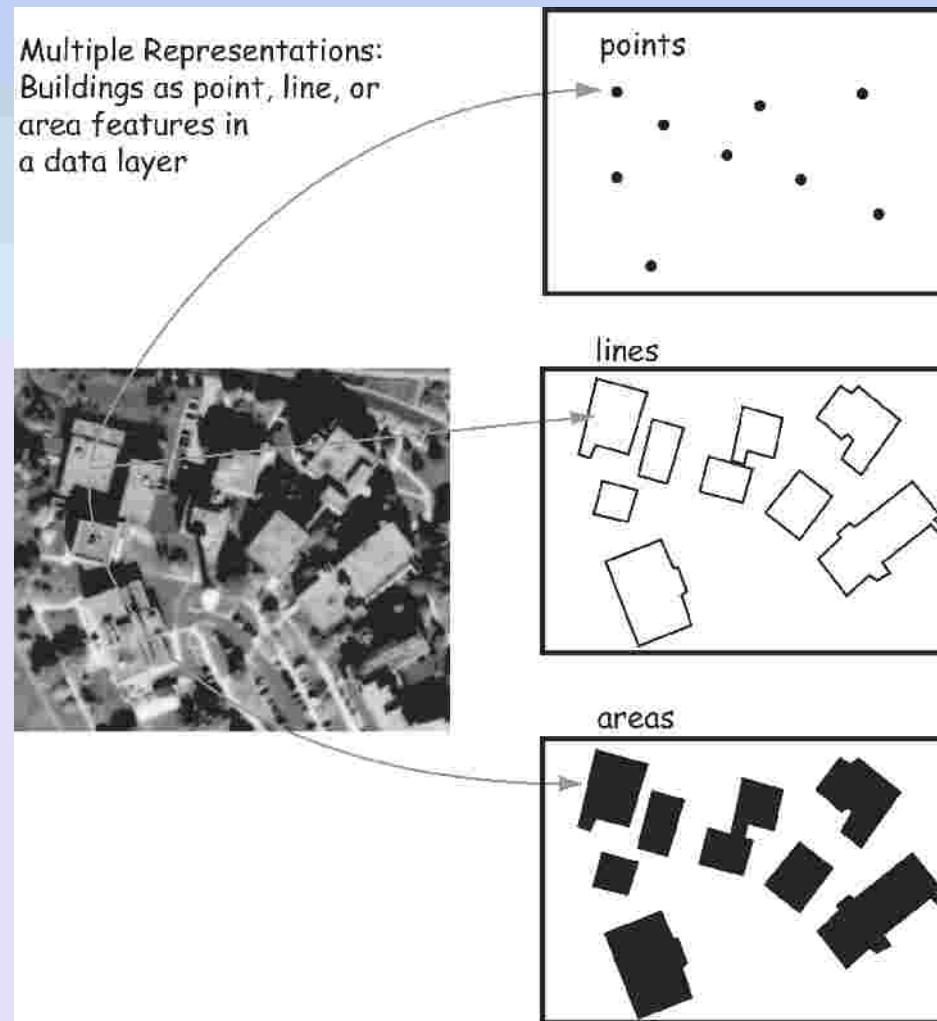 Multiple Representations:
Buildings as point, line, or
area features in
a data layer
points
lines
areas